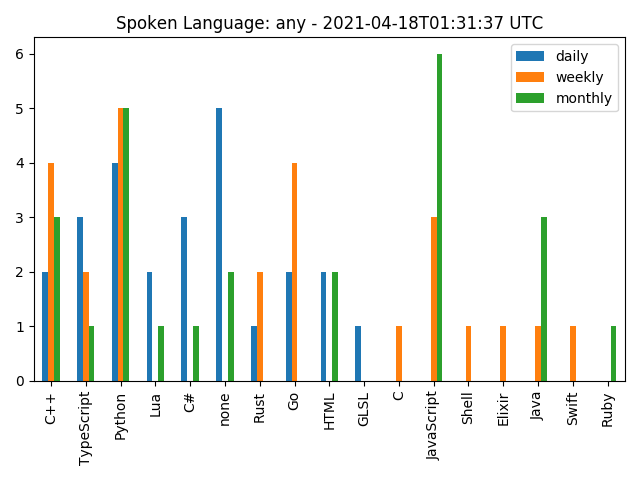 Spoken Language: any - 2021-04-18T01:31:37 UTC
daily
weekly
monthly
6
5
4
3
2
1
0
C++
TypeScript
Python
Lua
C#
none
Rust
Go
HTML
GLSL
C
JavaScript
Shell
Elixir
Java
Swift
Ruby